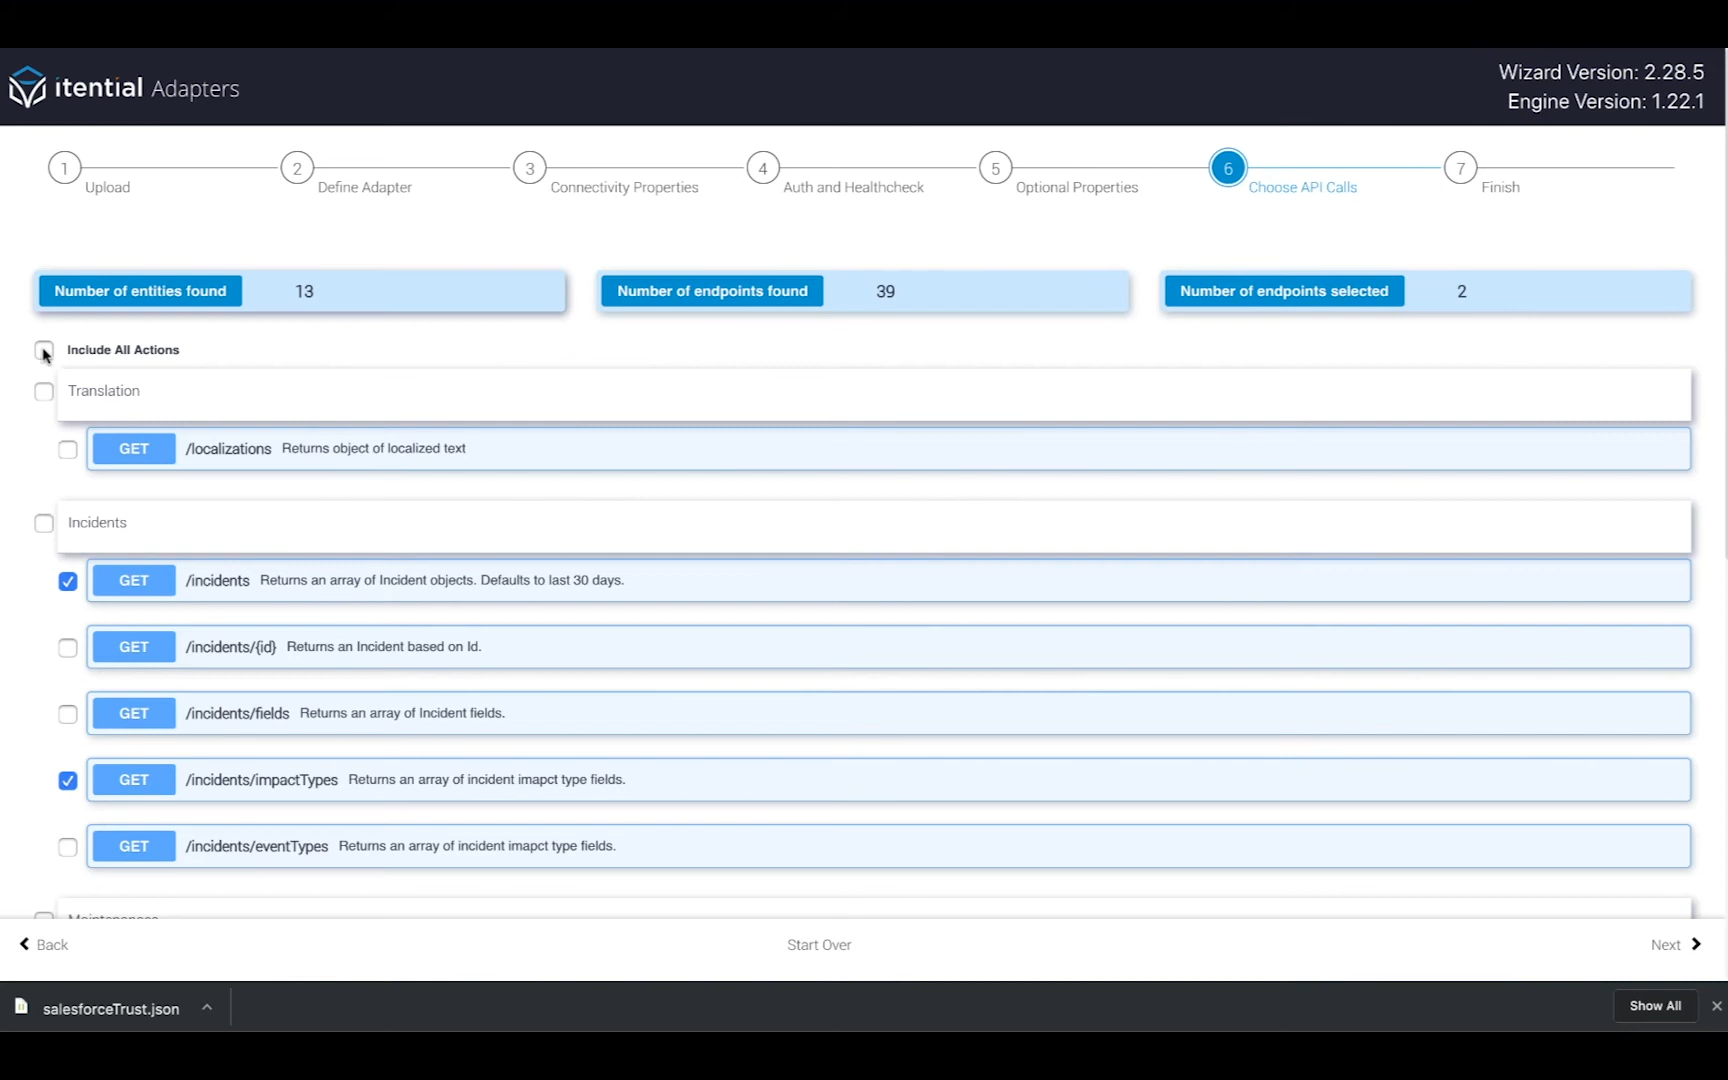 itential Adapters
Wizard Version: 2.28.5
Engine Version: 1.22.1
1 Upload
2 Define Adapter
3 Connectivity Properties
4 Auth and Healthcheck
5 Optional Properties
6 Choose API Calls
7 Finish
Number of entities found 13
Number of endpoints found 39
Number of endpoints selected 2
Include All Actions
Translation
GET /localizations Returns object of localized text
Incidents
GET /incidents Returns an array of Incident objects. Defaults to last 30 days.
GET /incidents/{id} Returns an Incident based on Id.
GET /incidents/fields Returns an array of Incident fields.
GET /incidents/impactTypes Returns an array of incident imapct type fields.
GET /incidents/eventTypes Returns an array of incident imapct type fields.
Maintenances
Back
Start Over
Next
salesforceTrust.json
Show All